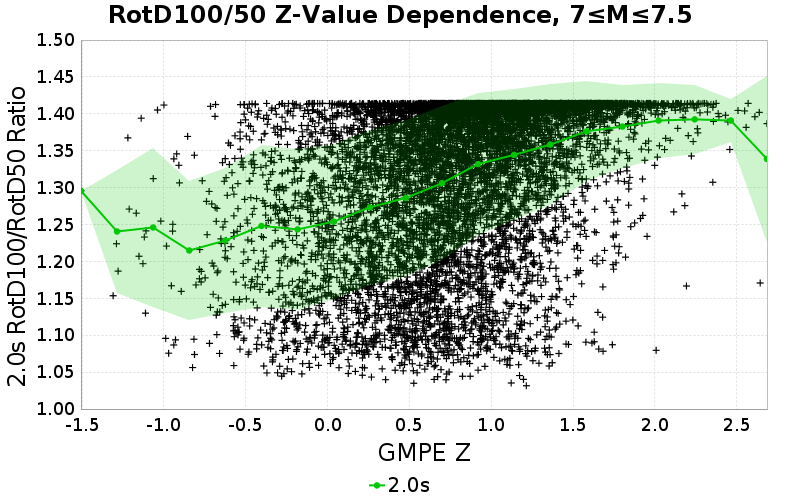 RotD100/50 Z-Value Dependence, 7≤M≤7.5
2.0s RotD100/RotD50 Ratio
1.50
1.45
1.40
1.35
1.30
1.25
1.20
1.15
1.10
1.05
1.00
-1.5 -1.0 -0.5 0.0 0.5 1.0 1.5 2.0 2.5
GMPE Z
2.0s